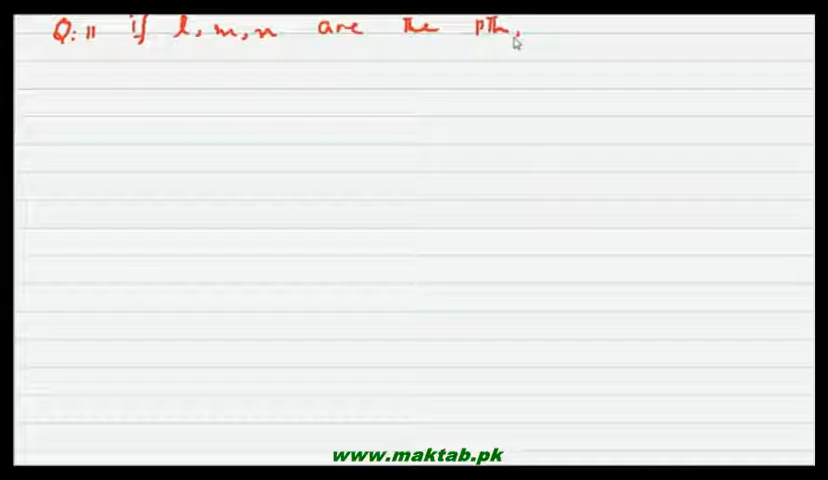 Q:11 if l, m, n are the pth,
www.maktab.pk